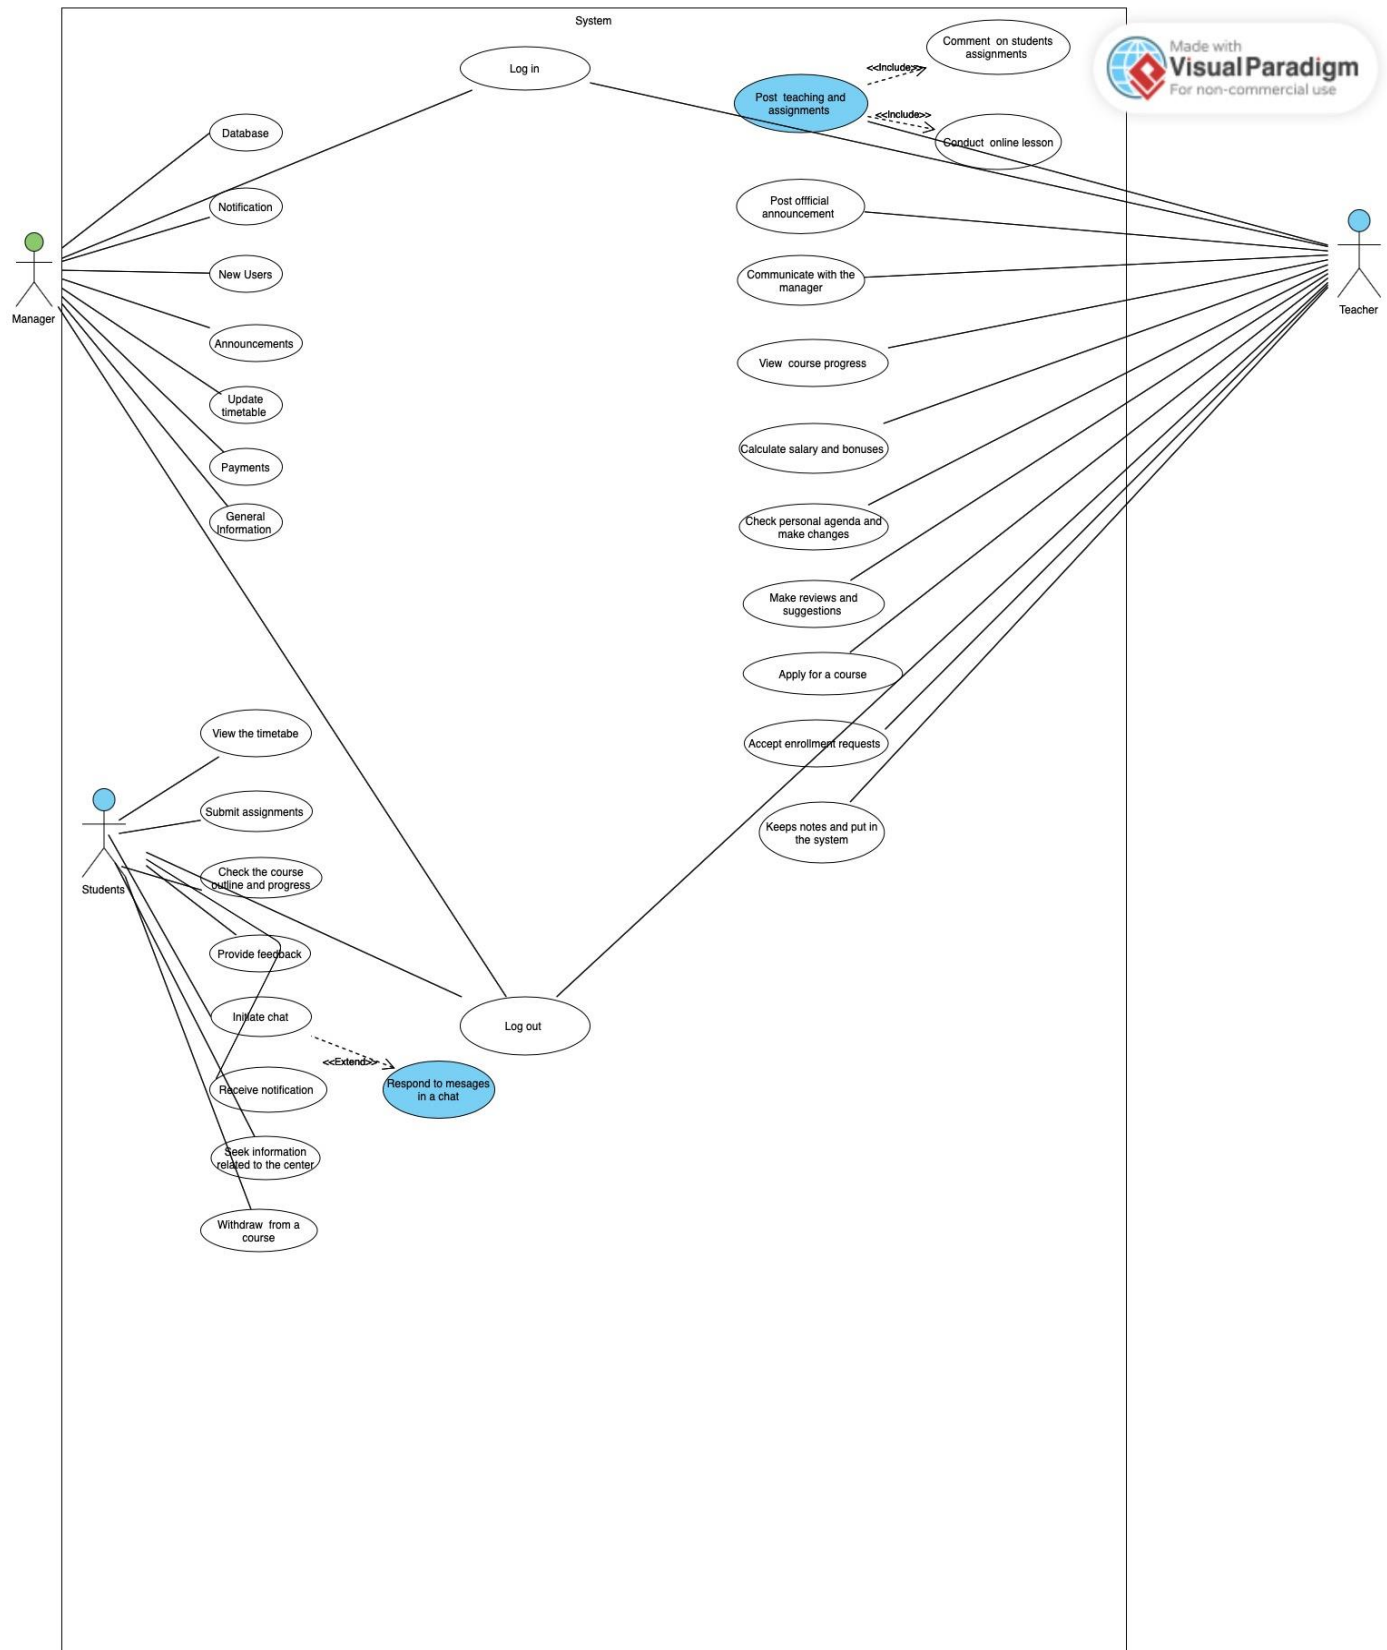 System
Made with
Visual Paradigm
For non-commercial use
Log in
Comment  on students
assignments
<<Include>>
Post  teaching and
assignments
<<Include>>
Conduct  online lesson
Database
Notification
Post offficial
announcement
New Users
Communicate with the
manager
Manager
Teacher
Announcements
View  course progress
Update
timetable
Calculate salary and bonuses
Payments
General
Information
Check personal agenda and
make changes
Make reviews and
suggestions
Apply for a course
View the timetabe
Accept enrollment requests
Submit assignments
Keeps notes and put in
the system
Students
Check the course
outline and progress
Provide feedback
Initiate chat
Log out
<<Extend>>
Receive notification
Respond to mesages
in a chat
Seek information
related to the center
Withdraw  from a
course